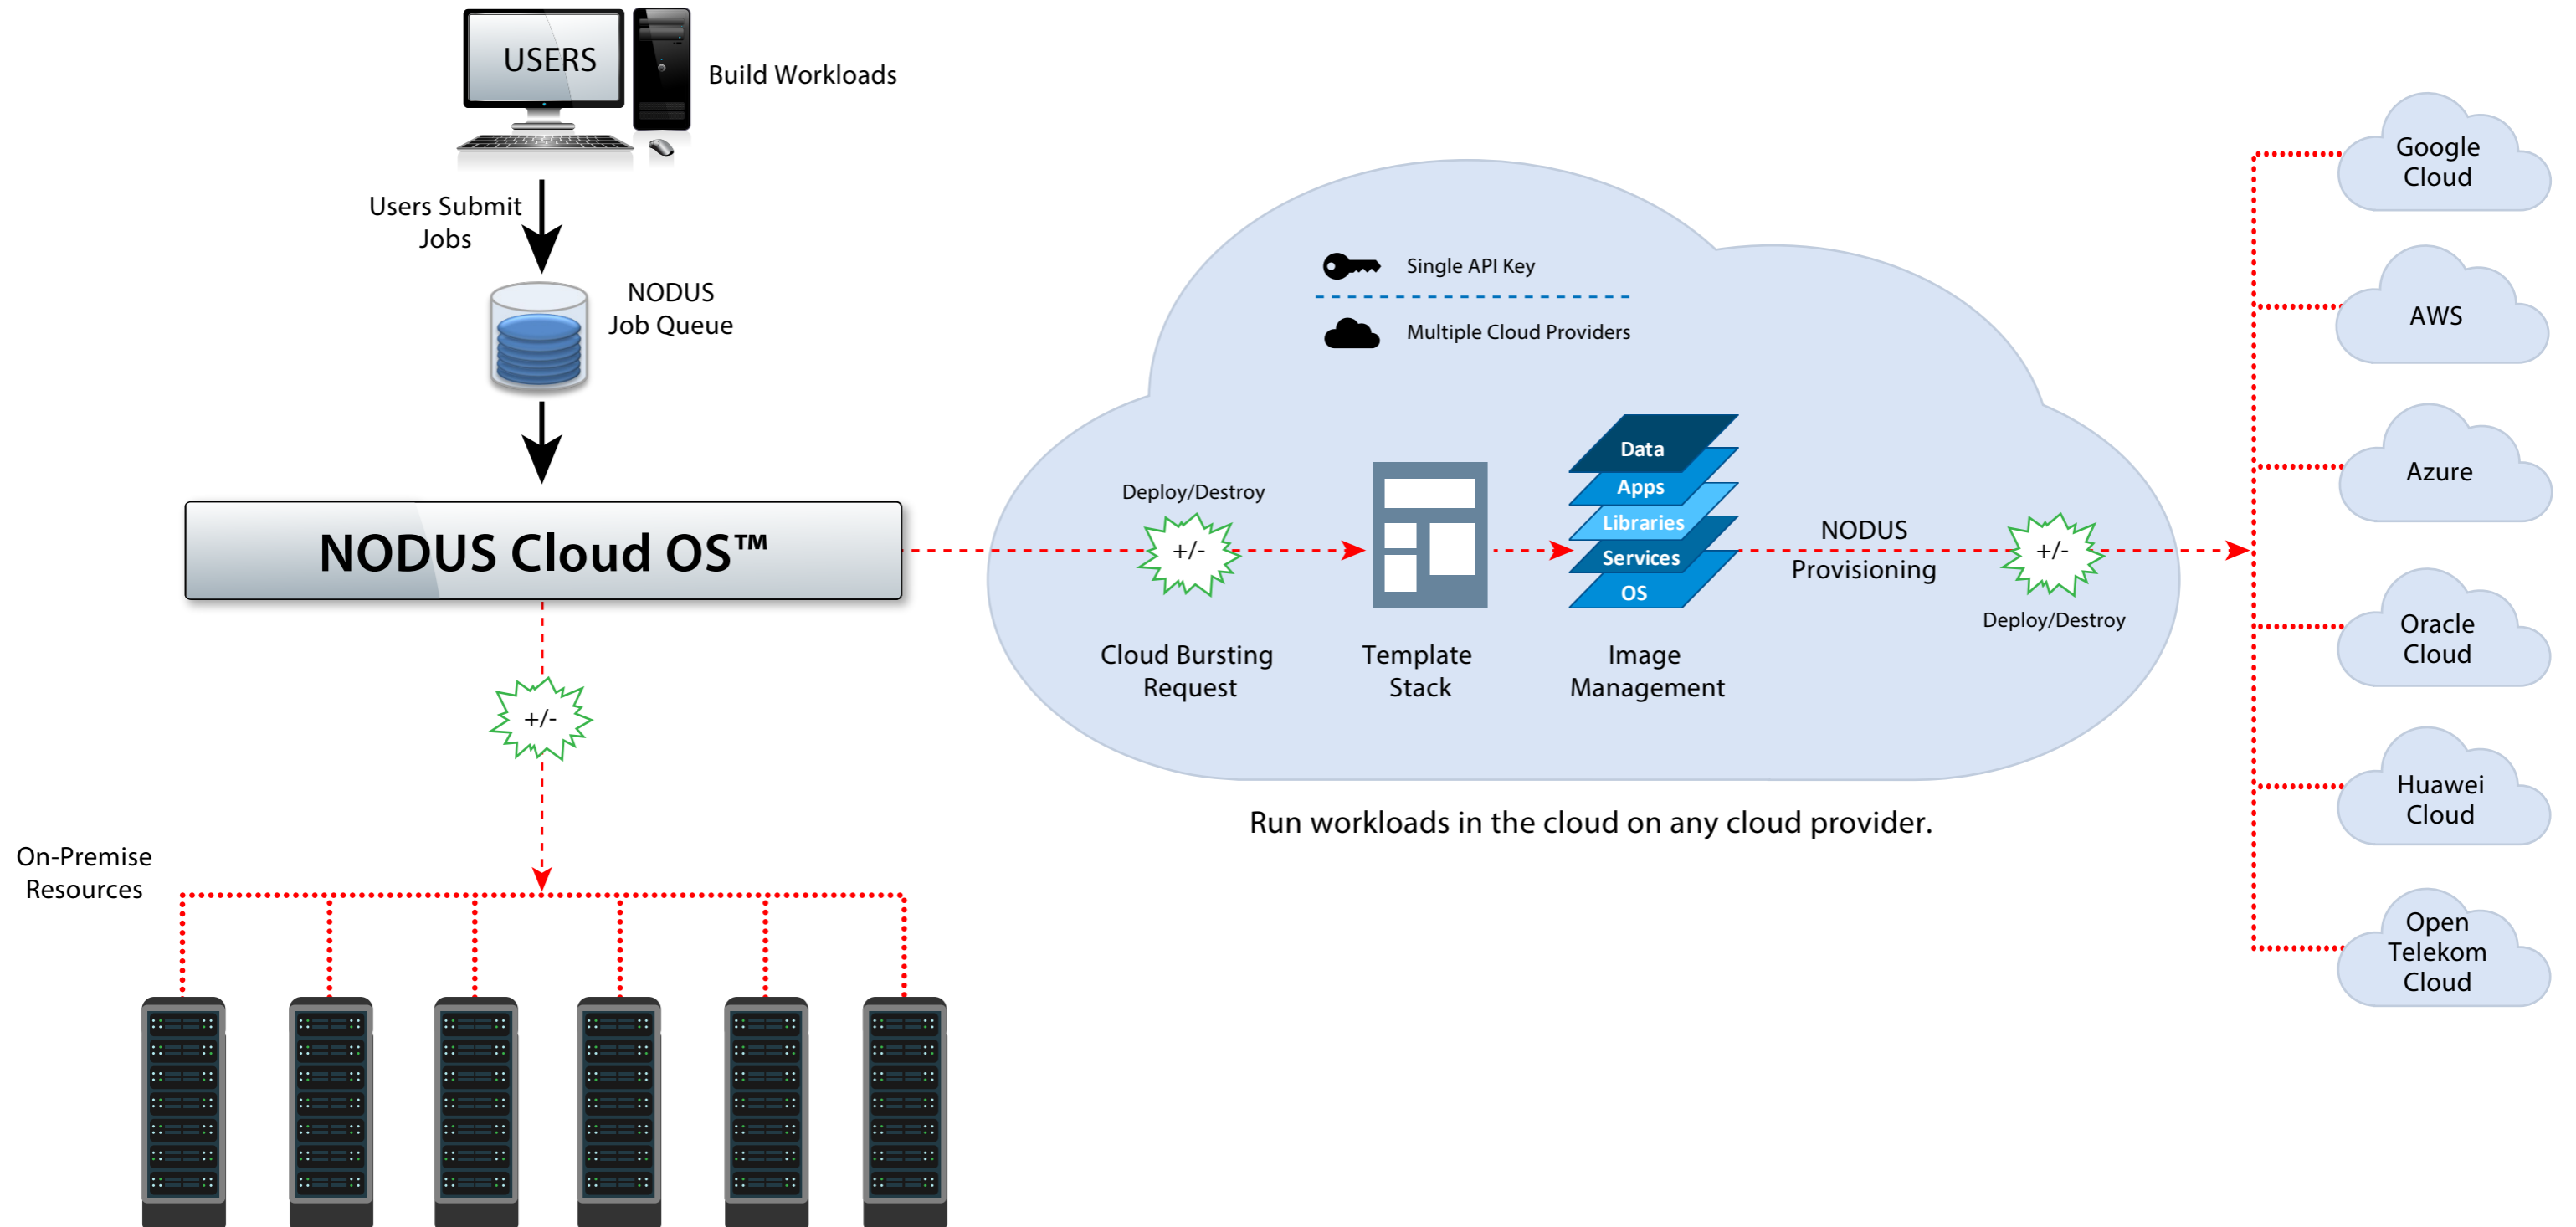 USERS
Build Workloads
Users Submit
Jobs
NODUS
Job Queue
NODUS Cloud OS™
+/-
On-Premise
Resources
Single API Key
Multiple Cloud Providers
Deploy/Destroy
+/-
Cloud Bursting
Request
Template
Stack
Data
Apps
Libraries
Services
OS
Image
Management
NODUS
Provisioning
+/-
Deploy/Destroy
Run workloads in the cloud on any cloud provider.
Google
Cloud
AWS
Azure
Oracle
Cloud
Huawei
Cloud
Open
Telekom
Cloud